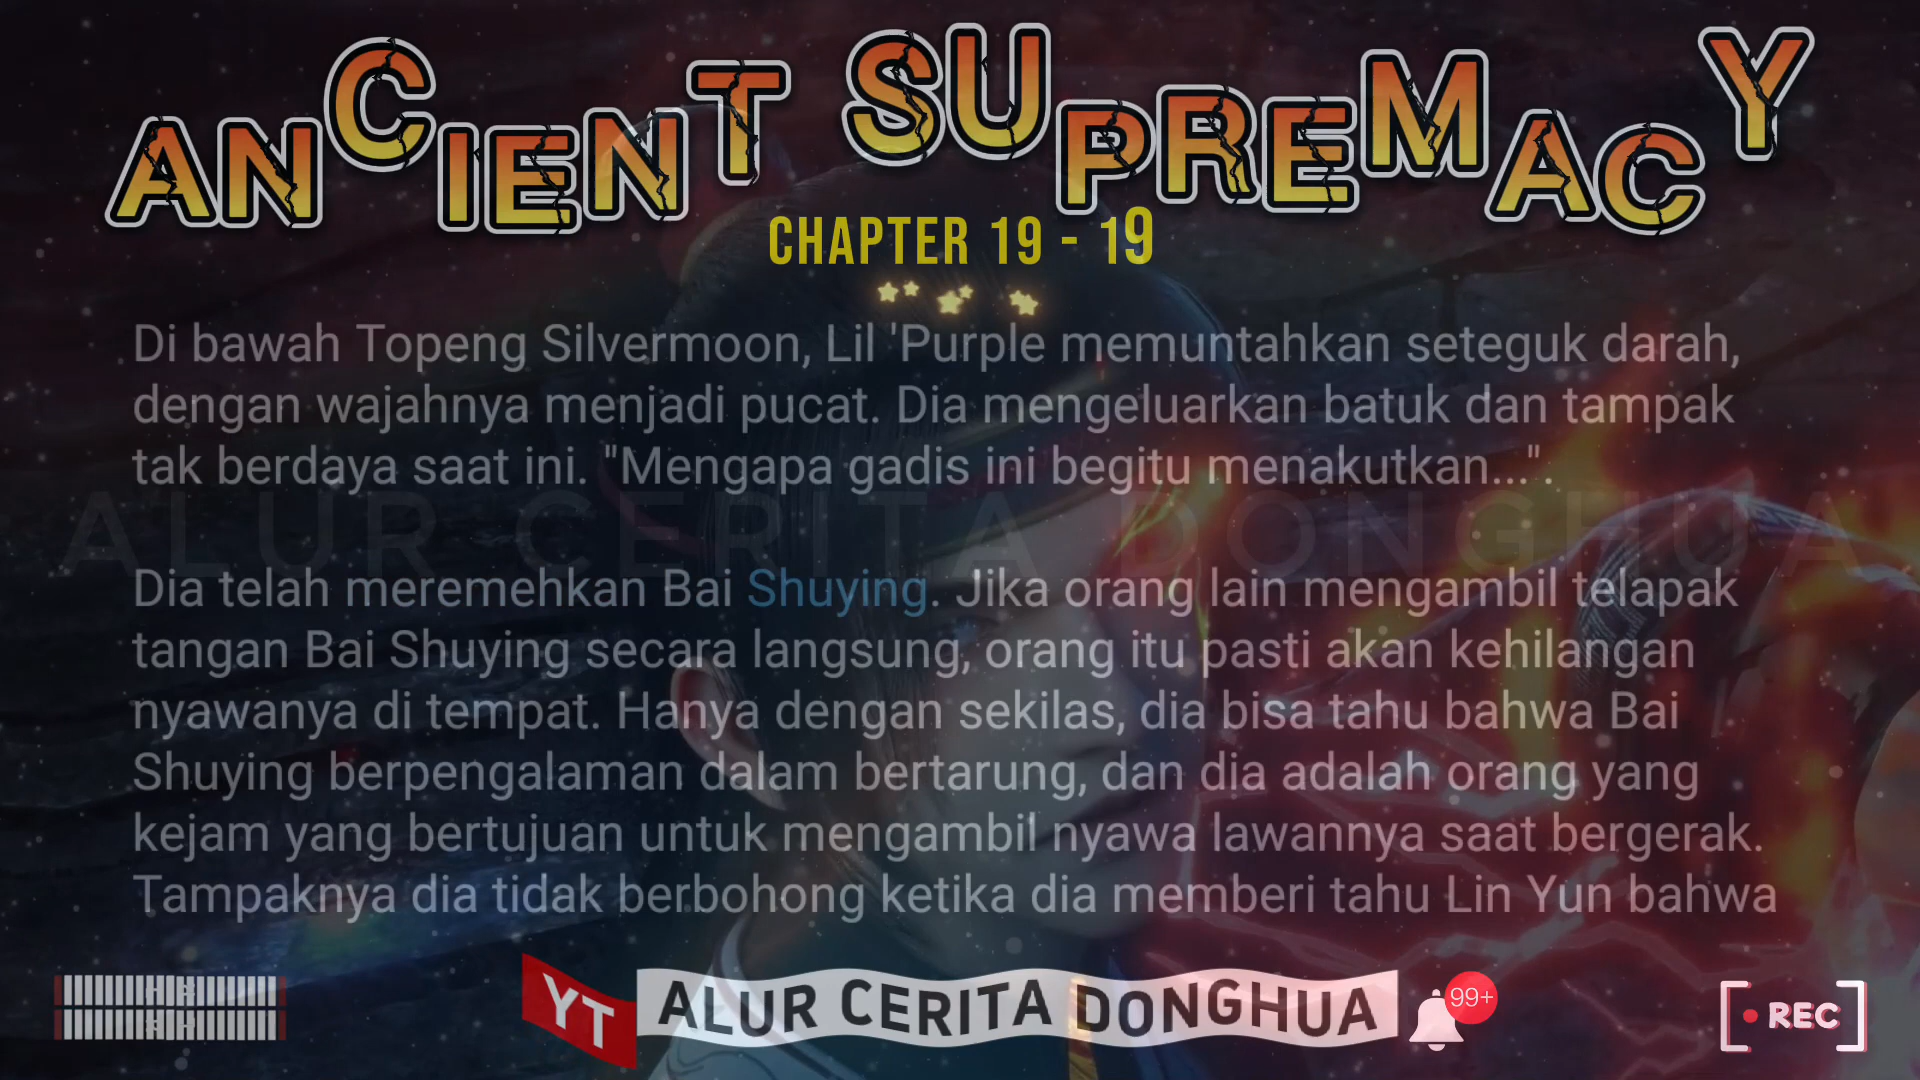 ANCIENT SUPREMACY
CHAPTER 19 - 19
Di bawah Topeng Silvermoon, Lil 'Purple memuntahkan seteguk darah,
dengan wajahnya menjadi pucat. Dia mengeluarkan batuk dan tampak
tak berdaya saat ini. "Mengapa gadis ini begitu menakutkan...".
ALUR CERITA DONGHUA
Dia telah meremehkan Bai Shuying. Jika orang lain mengambil telapak
tangan Bai Shuying secara langsung, orang itu pasti akan kehilangan
nyawanya di tempat. Hanya dengan sekilas, dia bisa tahu bahwa Bai
Shuying berpengalaman dalam bertarung, dan dia adalah orang yang
kejam yang bertujuan untuk mengambil nyawa lawannya saat bergerak.
Tampaknya dia tidak berbohong ketika dia memberi tahu Lin Yun bahwa
YT ALUR CERITA DONGHUA 99+
REC